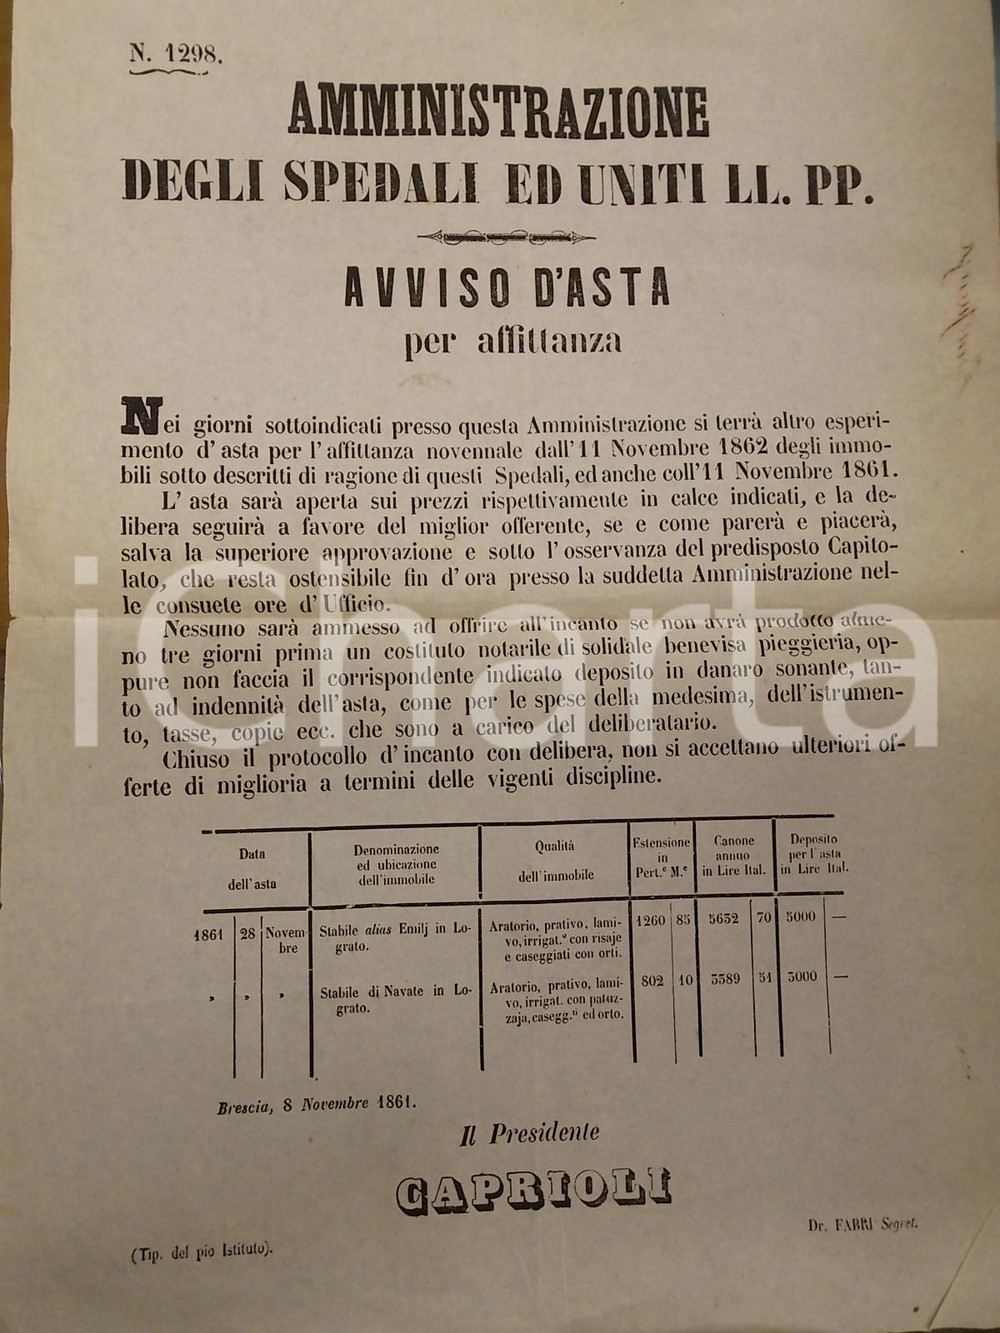 N. 1298.
AMMINISTRAZIONE
DEGLI SPEDALI ED UNITI LL. PP.
AVVISO D'ASTA
per affittanza
Nei giorni sottoindicati presso questa Amministrazione si terrà altro esperi-
mento d'asta per l'affittanza novennale dall'11 Novembre 1862 degli immo-
bili sotto descritti di ragione di questi Spedali, ed anche coll'11 Novembre 1861.
L'asta sarà aperta sui prezzi rispettivamente in calce indicati, e la de-
libera seguirà a favore del miglior offerente, se e come parerà e piacerà,
salva la superiore approvazione e sotto l'osservanza del predisposto Capito-
lato, che resta ostensibile fin d'ora presso la suddetta Amministrazione nel-
le consuete ore d'Ufficio.
Nessuno sarà ammesso ad offrire all'incanto se non avrà prodotto alme-
no tre giorni prima un costituto notarile di solidale benevisa pieggieria, op-
pure non faccia il corrispondente indicato deposito in danaro sonante, tan-
to ad indennità dell'asta, come per le spese della medesima, dell'istrumen-
to, tasse, copie ecc. che sono a carico del deliberatario.
Chiuso il protocollo d'incanto con delibera, non si accettano ulteriori of-
ferte di miglioria a termini delle vigenti discipline.
Data dell'asta | Denominazione ed ubicazione dell'immobile | Qualità dell'immobile | Estensione in Pert.e M.e | Canone annuo in Lire Ital. | Deposito per l'asta in Lire Ital.
1861 | 28 | Novembre | Stabile alias Emilj in Lo-grato. | Aratorio, prativo, lami-vo, irrigat.o con risaje e caseggiati con orti. | 1260 | 85 | 5652 | 70 | 5000 | —
» | » | » | Stabile di Navate in Lo-grato. | Aratorio, prativo, lami-vo, irrigat. con paluz-zaja, casegg.ti ed orto. | 802 | 10 | 3389 | 51 | 3000 | —
Brescia, 8 Novembre 1861.
Il Presidente
CAPRIOLI
Dr. FABRI Segret.
(Tip. del pio Istituto).
iCharta